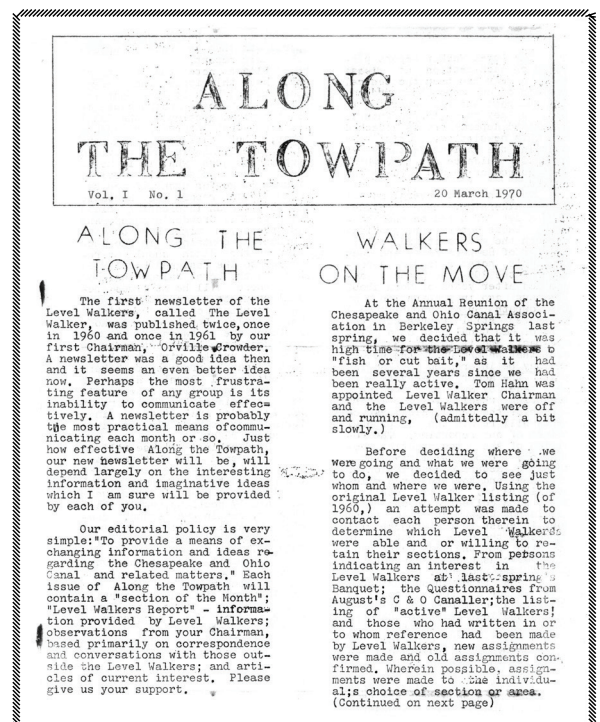 ALONG
THE TOWPATH
Vol. I No. 1
20 March 1970
ALONG THE
TOWPATH
The first newsletter of the
Level Walkers, called The Level
Walker, was published twice,once
in 1960 and once in 1961 by our
first Chairman, Orville Crowder.
A newsletter was a good idea then
and it seems an even better idea
now. Perhaps the most frustra-
ting feature of any group is its
inability to communicate effec-
tively. A newsletter is probably
the most practical means ofcommu-
nicating each month or so. Just
how effective Along the Towpath,
our new newsletter will be, will
depend largely on the interesting
information and imaginative ideas
which I am sure will be provided
by each of you.
Our editorial policy is very
simple:"To provide a means of ex-
changing information and ideas re-
garding the Chesapeake and Ohio
Canal and related matters." Each
issue of Along the Towpath will
contain a "section of the Month";
"Level Walkers Report" - informa-
tion provided by Level Walkers;
observations from your Chairman,
based primarily on correspondence
and conversations with those out-
side the Level Walkers; and arti-
cles of current interest. Please
give us your support.
WALKERS
ON THE MOVE
At the Annual Reunion of the
Chesapeake and Ohio Canal Associ-
ation in Berkeley Springs last
spring, we decided that it was
high time for the Level Walkers b
"fish or cut bait," as it had
been several years since we had
been really active. Tom Hahn was
appointed Level Walker Chairman
and the Level Walkers were off
and running, (admittedly a bit
slowly.)
Before deciding where we
were going and what we were going
to do, we decided to see just
whom and where we were. Using the
original Level Walker listing (of
1960,) an attempt was made to
contact each person therein to
determine which Level Walkers
were able and or willing to re-
tain their sections. From persons
indicating an interest in the
Level Walkers at last spring's
Banquet; the Questionnaires from
August's C & O Canaller;the list-
ing of "active" Level Walkers;
and those who had written in or
to whom reference had been made
by Level Walkers, new assignments
were made and old assignments con-
firmed. Wherein possible, assign-
ments were made to the individu-
al;s choice of section or area.
(Continued on next page)